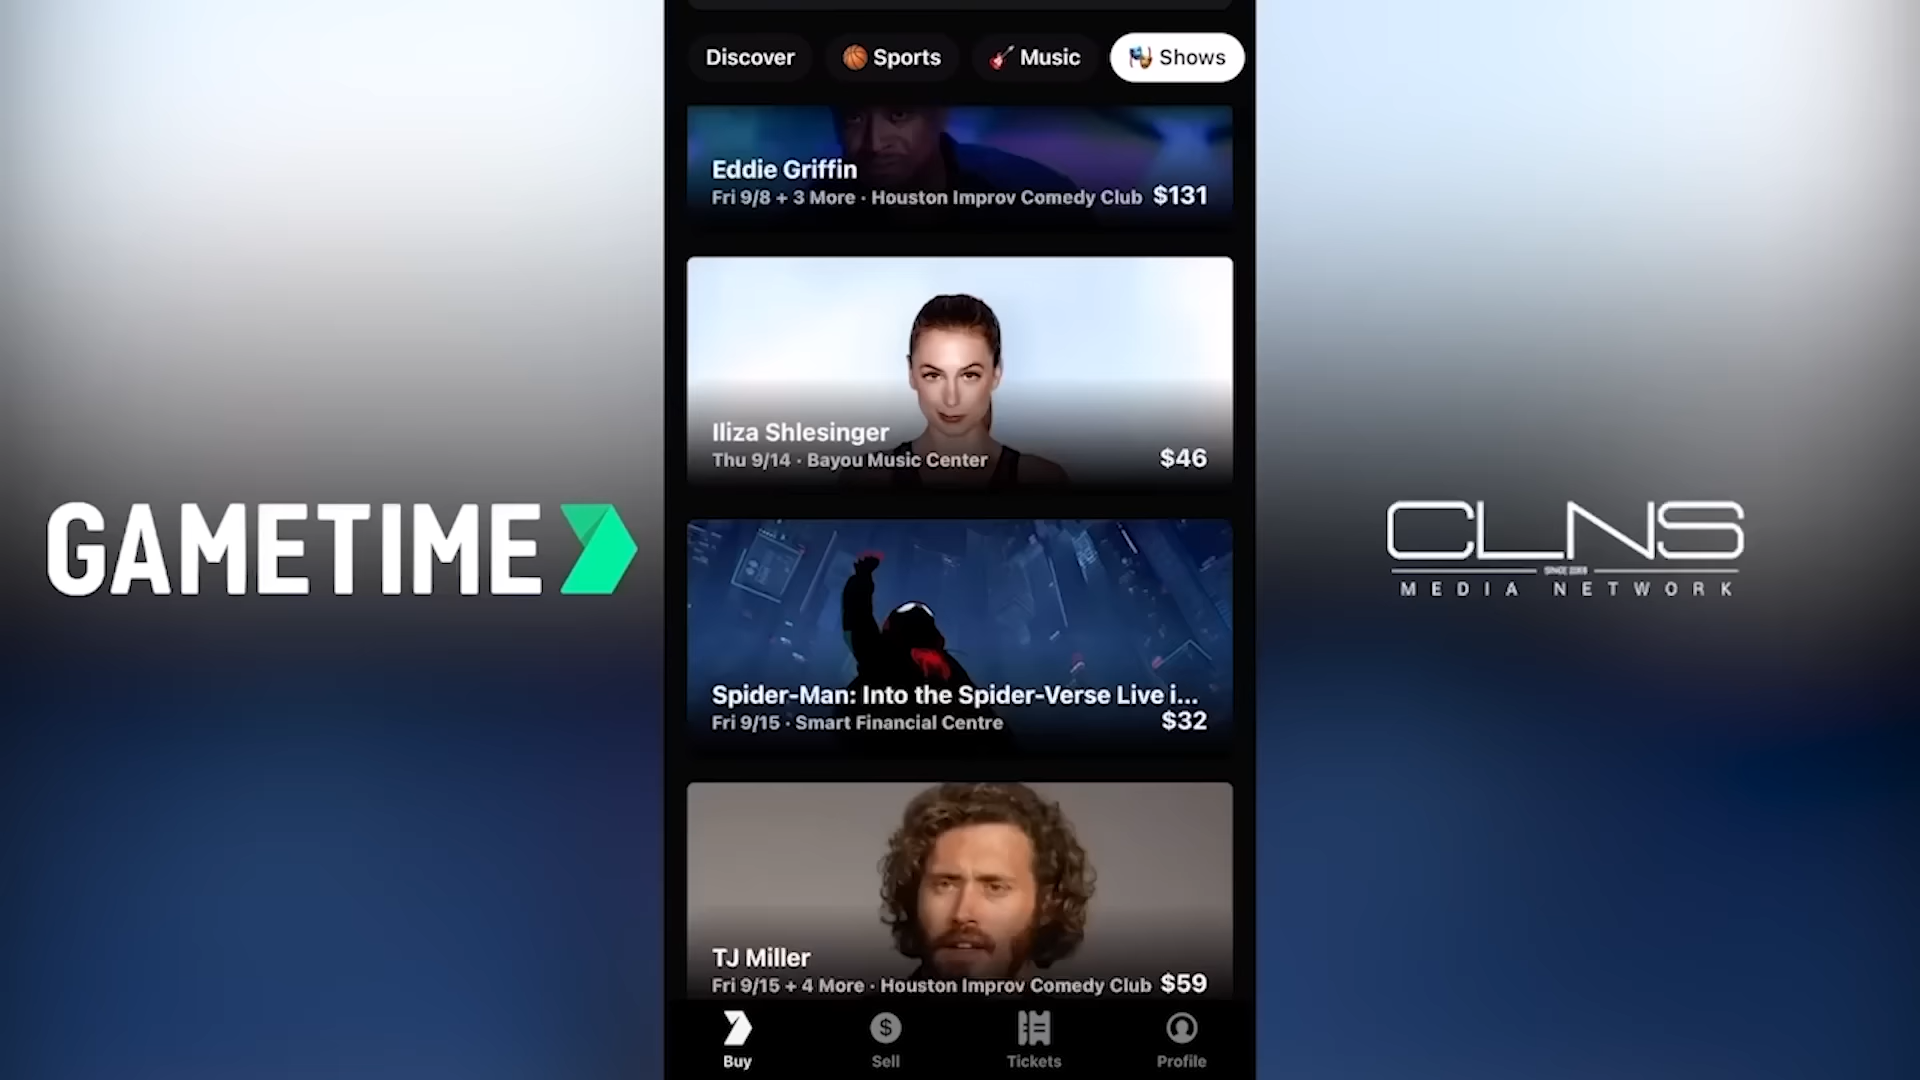 Discover
Sports
Music
Shows
Eddie Griffin
Fri 9/8 + 3 More · Houston Improv Comedy Club $131
Iliza Shlesinger
Thu 9/14 · Bayou Music Center $46
GAMETIME
CLNS
MEDIA NETWORK
Spider-Man: Into the Spider-Verse Live i...
Fri 9/15 · Smart Financial Centre $32
TJ Miller
Fri 9/15 + 4 More · Houston Improv Comedy Club $59
Buy
Sell
Tickets
Profile